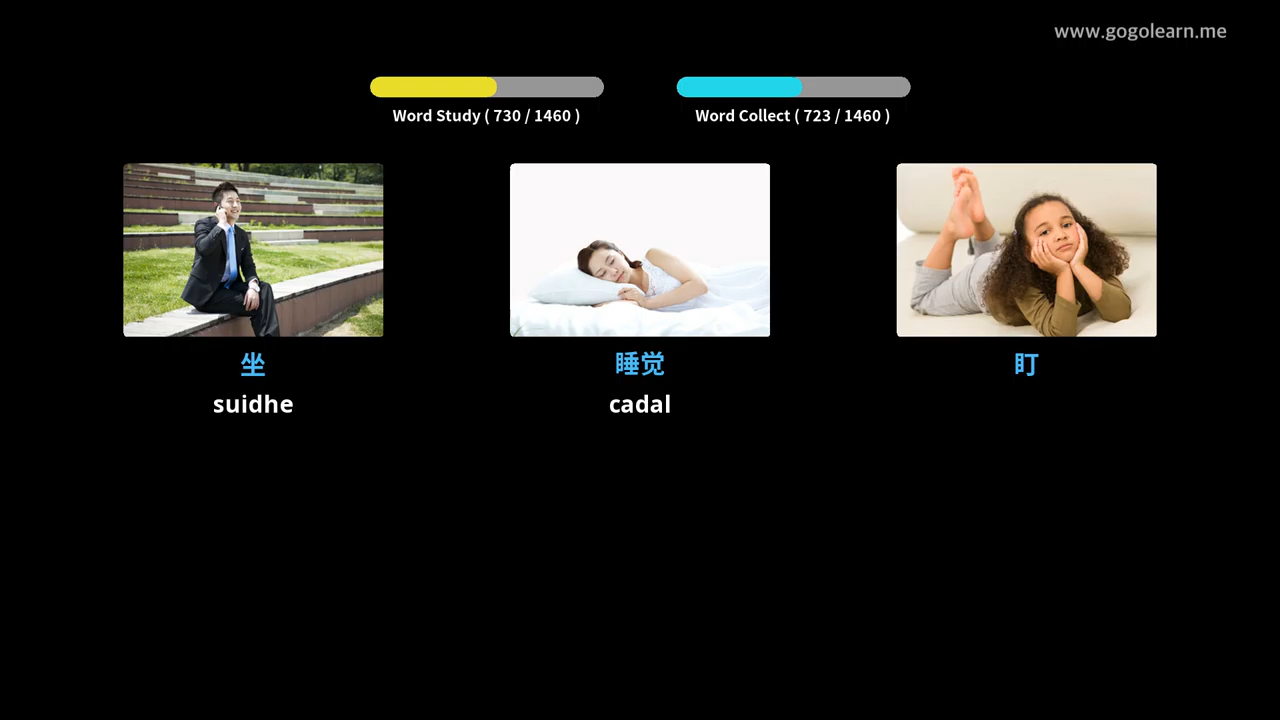 www.gogolearn.me
Word Study ( 730 / 1460 )
Word Collect ( 723 / 1460 )
坐
睡觉
盯
suidhe
cadal